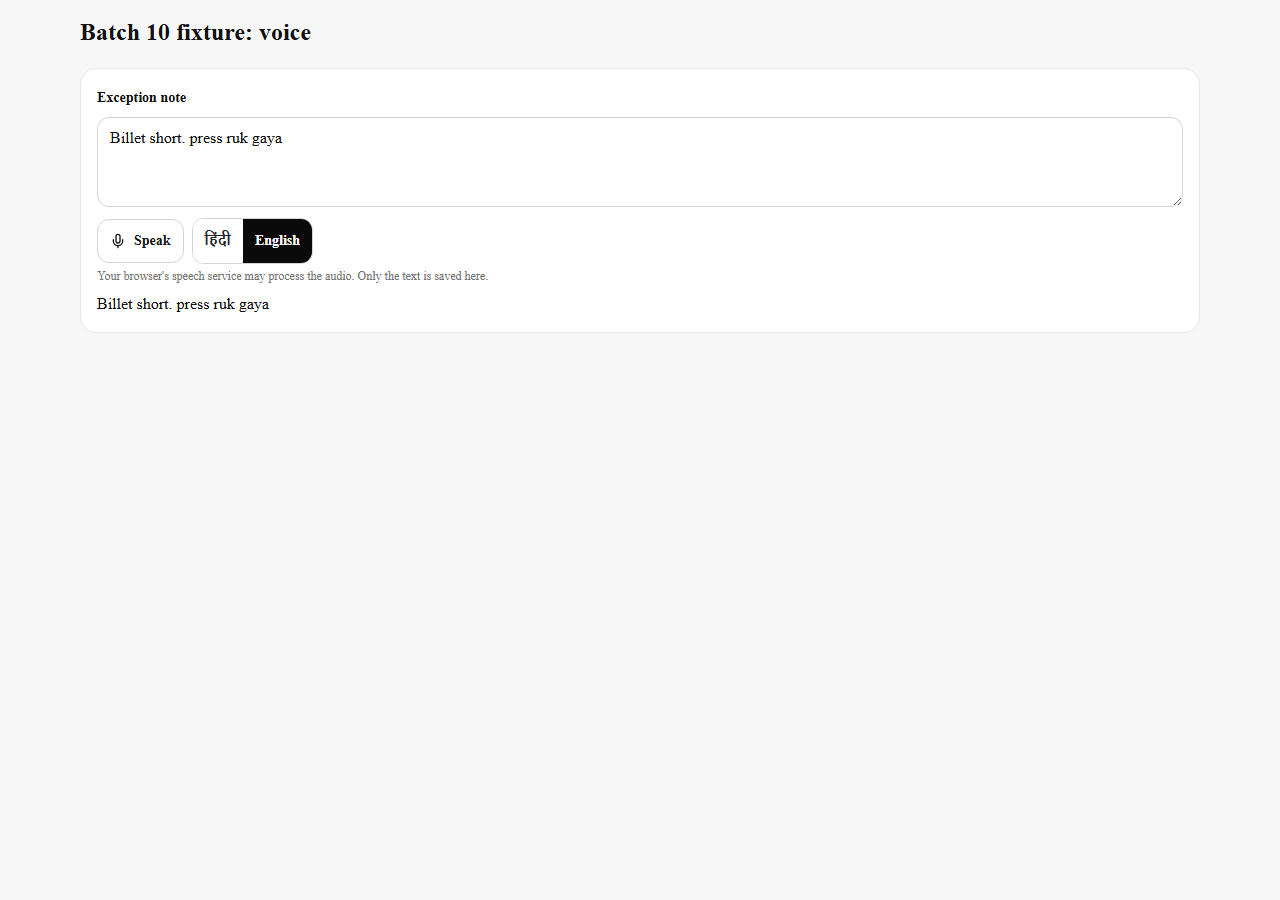 Batch 10 fixture: voice
Exception note
Billet short. press ruk gaya
Speak हिंदी English
Your browser's speech service may process the audio. Only the text is saved here.
Billet short. press ruk gaya